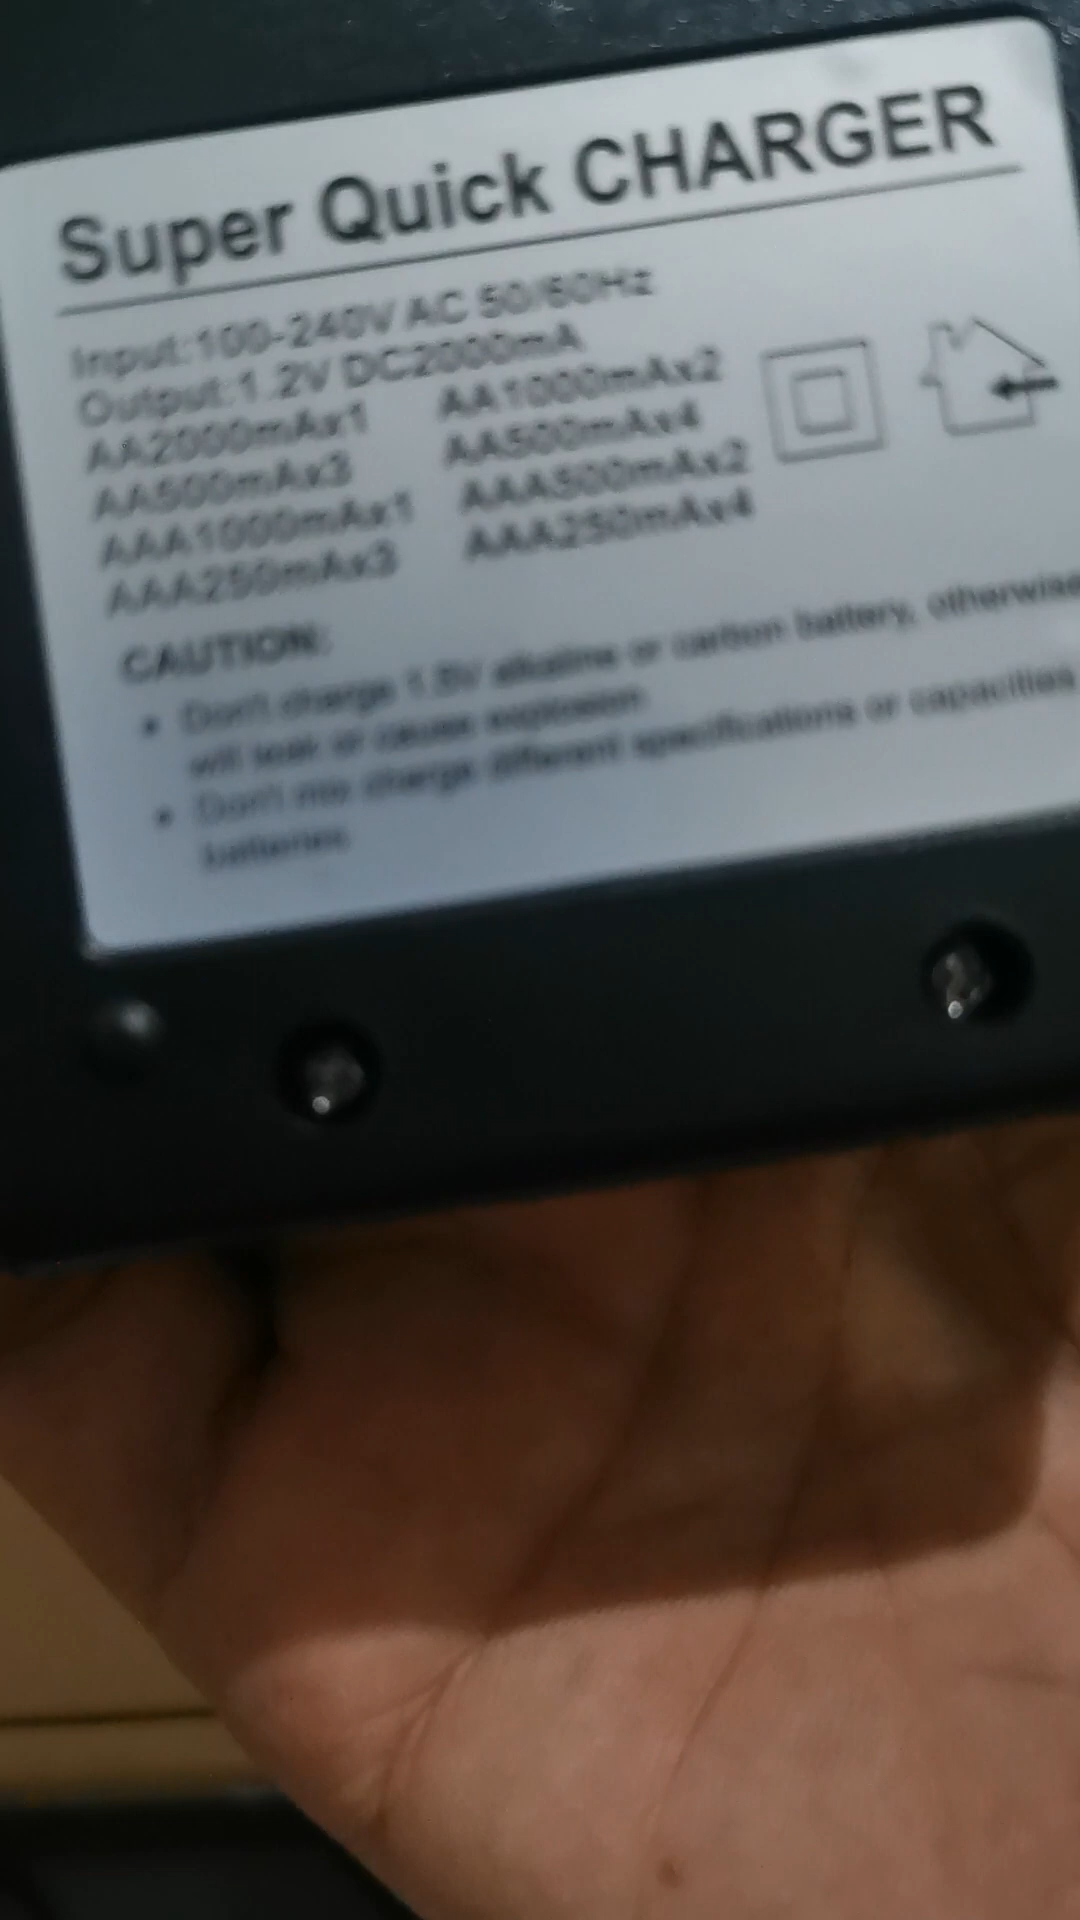 Super Quick CHARGER
Input:100-240V AC 50/60Hz
Output:1.2V DC2000mA
AA2000mAx1 AA1000mAx2
AA500mAx3 AA500mAx4
AAA1000mAx1 AAA500mAx2
AAA250mAx3 AAA250mAx4
CAUTION:
• Don't charge 1.5V alkaline or carbon battery, otherwise
will leak or cause explosion
• Don't mix charge different specifications or capacities
batteries